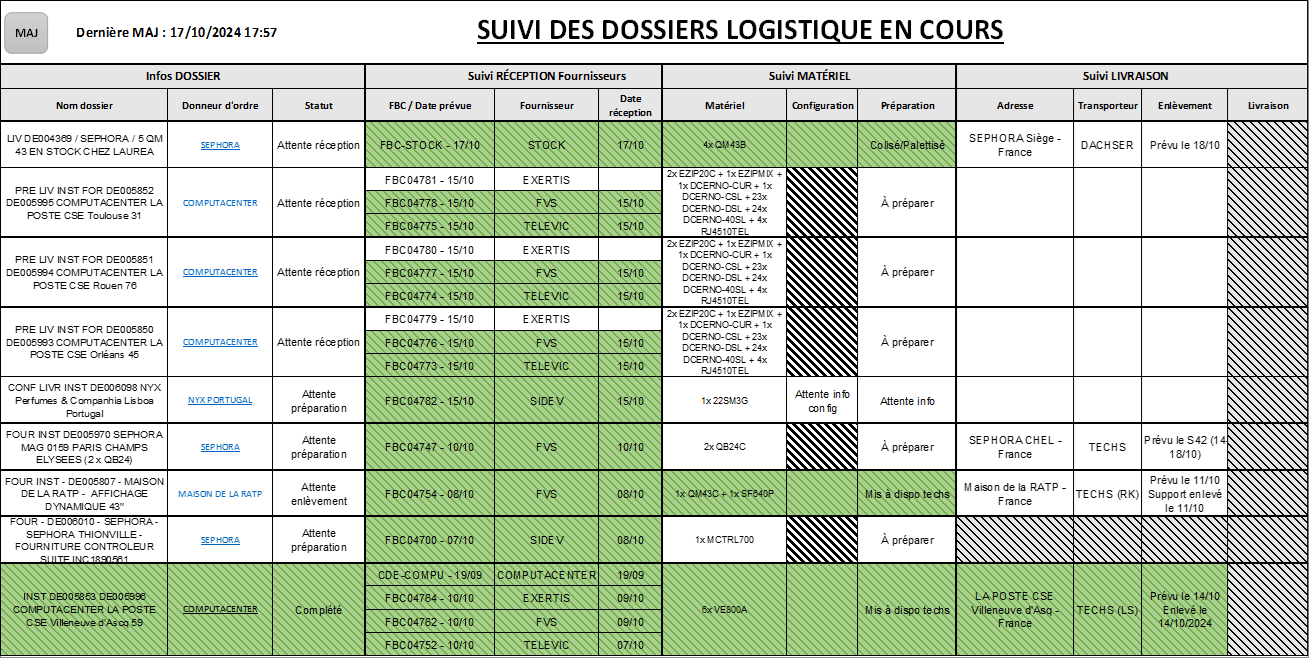 MAJ
Dernière MAJ : 17/10/2024 17:57
SUIVI DES DOSSIERS LOGISTIQUE EN COURS
Infos DOSSIER
Suivi RÉCEPTION Fournisseurs
Suivi MATÉRIEL
Suivi LIVRAISON
Nom dossier
Donneur d'ordre
Statut
FBC / Date prévue
Fournisseur
Date
réception
Matériel
Configuration
Préparation
Adresse
Transporteur
Enlèvement
Livraison
LIV DE004369 / SEPHORA / 5 QM
43 EN STOCK CHEZ LAUREA
SEPHORA
Attente réception
FBC-STOCK - 17/10
STOCK
17/10
4x QM43B
Colisé/Palettisé
SEPHORA Siège -
France
DACHSER
Prévu le 18/10
PRE LIV INST FOR DE005852
DE005995 COMPUTACENTER LA
POSTE CSE Toulouse 31
COMPUTACENTER
Attente réception
FBC04781 - 15/10
EXERTIS
FBC04778 - 15/10
FVS
15/10
FBC04775 - 15/10
TELEVIC
15/10
2x EZIP20C + 1x EZIPMIX +
1x DCERNO-CUR + 1x
DCERNO-CSL + 23x
DCERNO-DSL + 24x
DCERNO-40SL + 4x
RJ4510TEL
À préparer
PRE LIV INST FOR DE005851
DE005994 COMPUTACENTER LA
POSTE CSE Rouen 76
COMPUTACENTER
Attente réception
FBC04780 - 15/10
EXERTIS
FBC04777 - 15/10
FVS
15/10
FBC04774 - 15/10
TELEVIC
15/10
2x EZIP20C + 1x EZIPMIX +
1x DCERNO-CUR + 1x
DCERNO-CSL + 23x
DCERNO-DSL + 24x
DCERNO-40SL + 4x
RJ4510TEL
À préparer
PRE LIV INST FOR DE005850
DE005993 COMPUTACENTER LA
POSTE CSE Orléans 45
COMPUTACENTER
Attente réception
FBC04779 - 15/10
EXERTIS
FBC04776 - 15/10
FVS
15/10
FBC04773 - 15/10
TELEVIC
15/10
2x EZIP20C + 1x EZIPMIX +
1x DCERNO-CUR + 1x
DCERNO-CSL + 23x
DCERNO-DSL + 24x
DCERNO-40SL + 4x
RJ4510TEL
À préparer
CONF LIVR INST DE006098 NYX
Perfumes & Companhia Lisboa
Portugal
NYX PORTUGAL
Attente
préparation
FBC04782 - 15/10
SIDEV
15/10
1x 22SM3G
Attente info
config
Attente info
FOUR INST DE005970 SEPHORA
MAG 0159 PARIS CHAMPS
ELYSEES (2 x QB24)
SEPHORA
Attente
préparation
FBC04747 - 10/10
FVS
10/10
2x QB24C
À préparer
SEPHORA CHEL -
France
TECHS
Prévu le S42 (14-
18/10)
FOUR INST - DE005807 - MAISON
DE LA RATP - AFFICHAGE
DYNAMIQUE 43"
MAISON DE LA RATP
Attente
enlèvement
FBC04754 - 08/10
FVS
08/10
1x QM43C + 1x SF640P
Mis à dispo techs
Maison de la RATP -
France
TECHS (RK)
Prévu le 11/10
Support enlevé
le 11/10
FOUR - DE006010 - SEPHORA -
SEPHORA THIONVILLE -
FOURNITURE CONTROLEUR
SUITE INC1890561
SEPHORA
Attente
préparation
FBC04700 - 07/10
SIDEV
08/10
1x MCTRL700
À préparer
INST DE005853 DE005996
COMPUTACENTER LA POSTE
CSE Villeneuve d'Ascq 59
COMPUTACENTER
Complété
CDE-COMPU - 19/09
COMPUTACENTER
19/09
FBC04764 - 10/10
EXERTIS
09/10
FBC04762 - 10/10
FVS
09/10
FBC04752 - 10/10
TELEVIC
07/10
6x VE800A
Mis à dispo techs
LA POSTE CSE
Villeneuve d'Asq -
France
TECHS (LS)
Prévu le 14/10
Enlevé le
14/10/2024